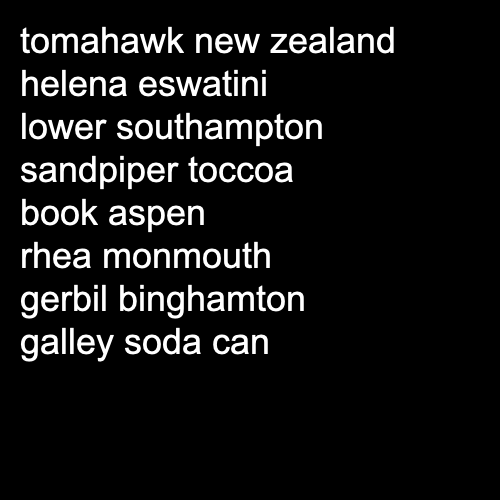 tomahawk new zealand
helena eswatini
lower southampton
sandpiper toccoa
book aspen
rhea monmouth
gerbil binghamton
galley soda can